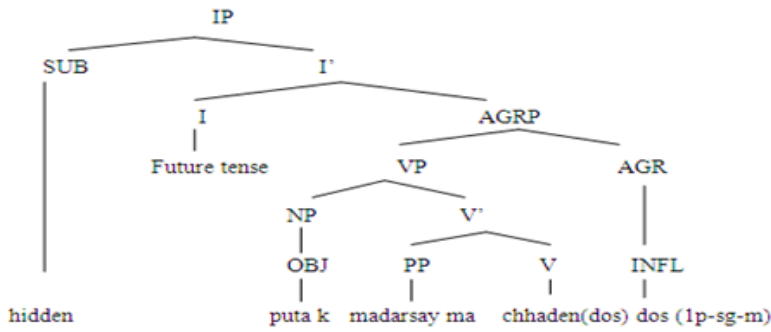 IP
SUB I'
I AGRP
Future tense VP AGR
NP V'
OBJ PP V INFL
hidden puta k madarsay ma chhaden(dos) dos (1p-sg-m)